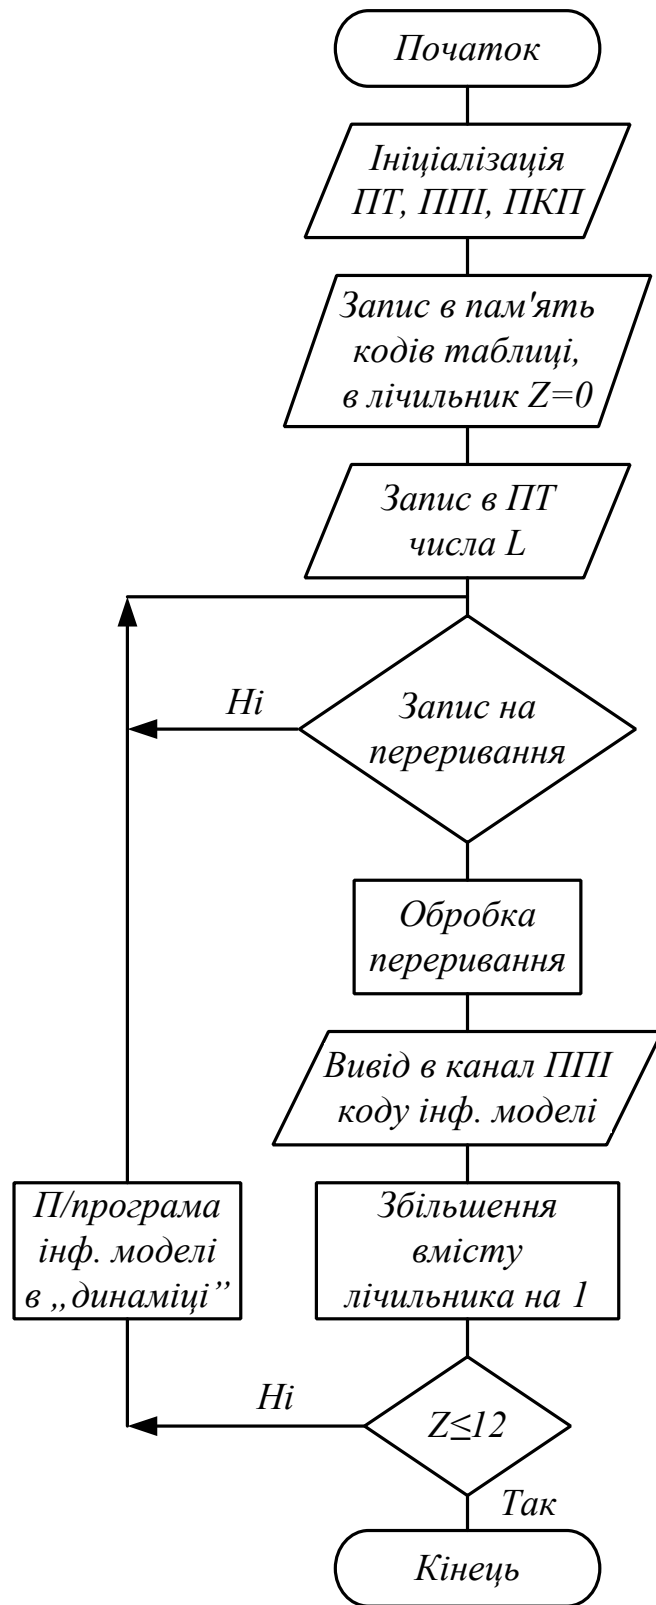 Початок
Ініціалізація
ПТ, ППІ, ПКП
Запис в пам'ять
кодів таблиці,
в лічильник Z=0
Запис в ПТ
числа L
Ні
Запис на
переривання
Обробка
переривання
Вивід в канал ППІ
коду інф. моделі
П/програма
інф. моделі
в „динаміці”
Збільшення
вмісту
лічильника на 1
Ні
Z≤12
Так
Кінець